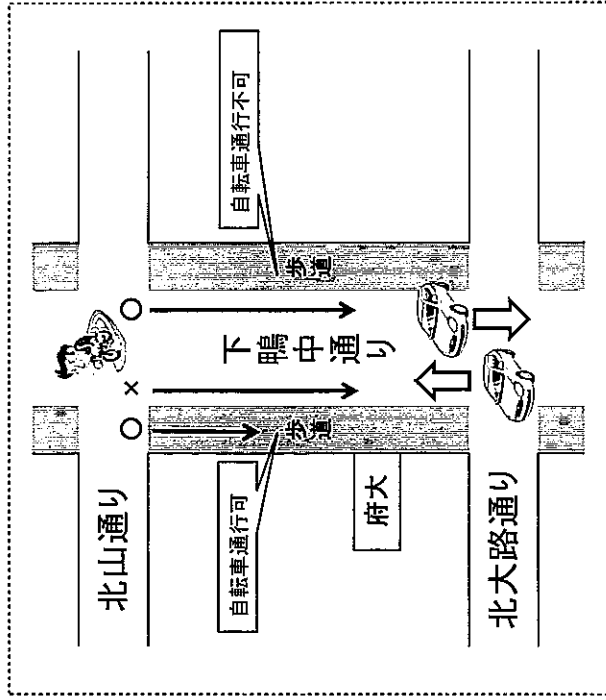 北山通り
○
×
○
自転車通行不可
歩道
下鴨中通り
自転車通行可
歩道
府大
北大路通り